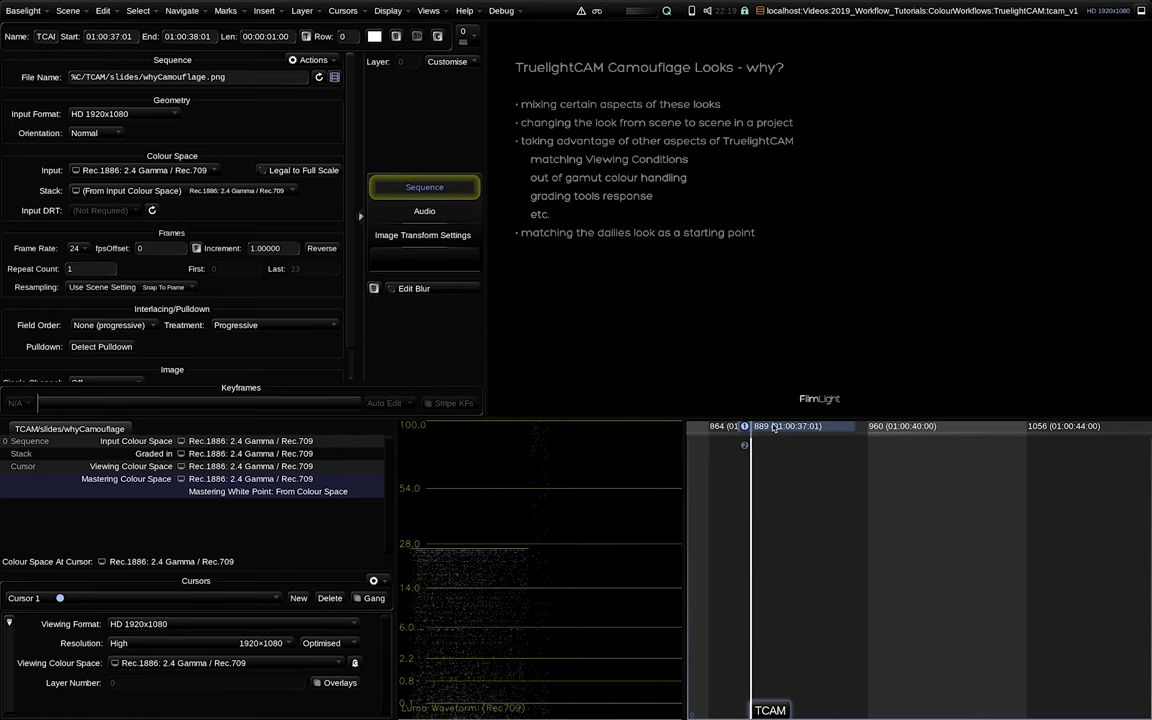 Baselight Scene Edit Select Navigate Marks Insert Layer Cursors Display Views Help Debug 22:19 localhost:Videos:2019_Workflow_Tutorials:ColourWorkflows:TruelightCAM:tcam_v1 HD 1920x1080
Name: TCAI Start: 01:00:37:01 End: 01:00:38:01 Len: 00:00:01:00 Row: 0 0
Sequence
Actions
Layer: 0 Customise
File Name: %C/TCAM/slides/whyCamouflage.png
Geometry
Input Format: HD 1920x1080
Orientation: Normal
Colour Space
Input: Rec.1886: 2.4 Gamma / Rec.709 Legal to Full Scale
Stack: (From Input Colour Space) Rec.1886: 2.4 Gamma / Rec.709
Input DRT: (Not Required)
Frames
Frame Rate: 24 fpsOffset: 0 Increment: 1.00000 Reverse
Repeat Count: 1 First: 0 Last: 23
Resampling: Use Scene Setting Snap To Frame
Interlacing/Pulldown
Field Order: None (progressive) Treatment: Progressive
Pulldown: Detect Pulldown
Image
Keyframes
N/A Auto Edit Stripe KFs
Sequence
Audio
Image Transform Settings
Edit Blur
TruelightCAM Camouflage Looks - why?
• mixing certain aspects of these looks
• changing the look from scene to scene in a project
• taking advantage of other aspects of TruelightCAM
matching Viewing Conditions
out of gamut colour handling
grading tools response
etc.
• matching the dailies look as a starting point
FilmLight
TCAM/slides/whyCamouflage
0 Sequence Input Colour Space Rec.1886: 2.4 Gamma / Rec.709
Stack Graded in Rec.1886: 2.4 Gamma / Rec.709
Cursor Viewing Colour Space Rec.1886: 2.4 Gamma / Rec.709
Mastering Colour Space Rec.1886: 2.4 Gamma / Rec.709
Mastering White Point: From Colour Space
Colour Space At Cursor: Rec.1886: 2.4 Gamma / Rec.709
Cursors
Cursor 1 New Delete Gang
Viewing Format: HD 1920x1080
Resolution: High 1920×1080 Optimised
Viewing Colour Space: Rec.1886: 2.4 Gamma / Rec.709
Layer Number: 0 Overlays
100.0
54.0
28.0
14.0
6.0
2.2
0.8
0.1
Luma Waveform (Rec709)
864 (01 1 889 (01:00:37:01) 960 (01:00:40:00) 1056 (01:00:44:00)
2
TCAM
0